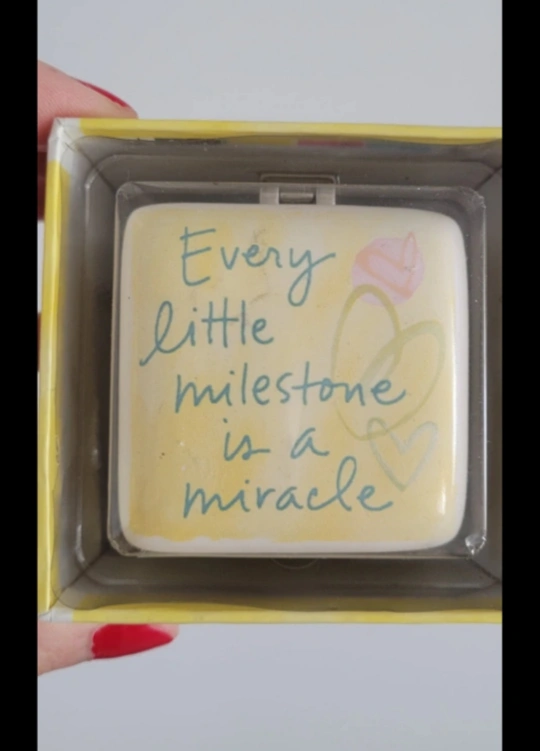 Every
little
milestone
is a
miracle